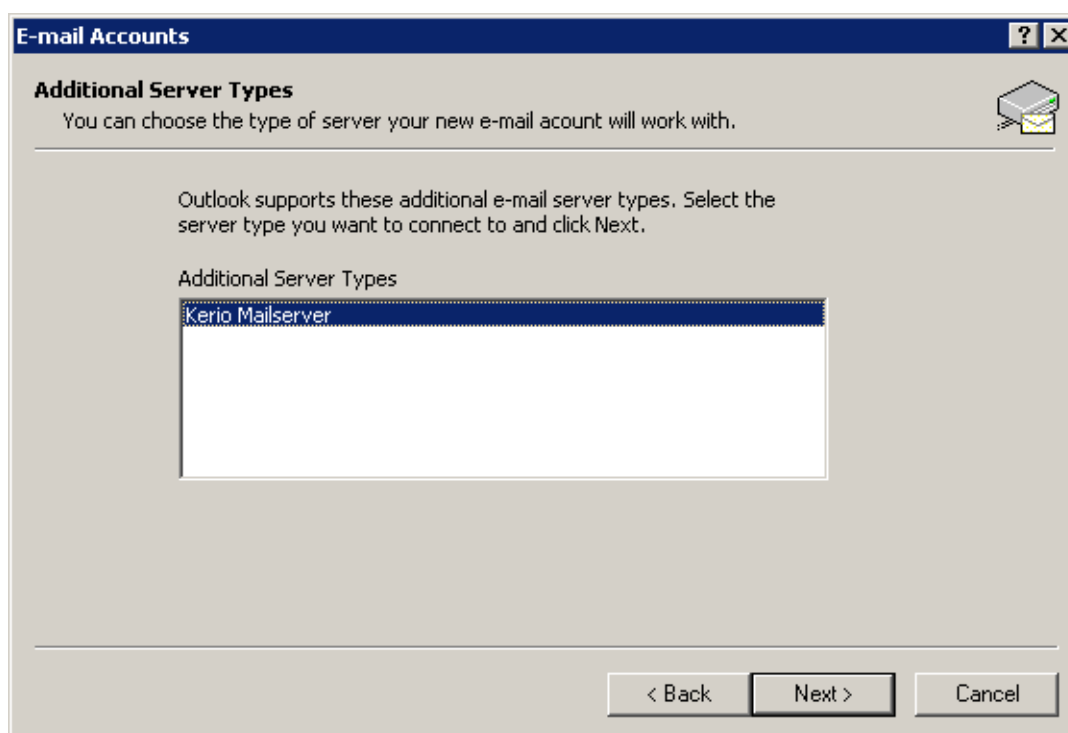 E-mail Accounts
?
Additional Server Types
You can choose the type of server your new e-mail acount will work with.
Outlook supports these additional e-mail server types. Select the
server type you want to connect to and click Next.
Additional Server Types
Kerio Mailserver
< Back
Next >
Cancel